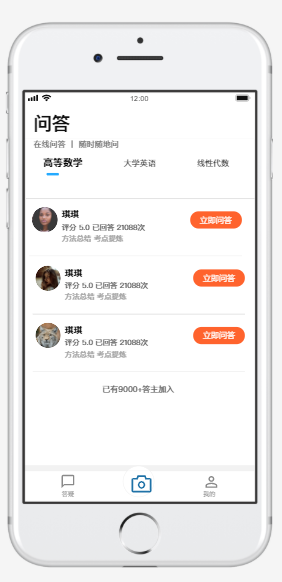 12:00
问答
在线问答 | 随时随地问
高等数学 大学英语 线性代数
琪琪
评分 5.0 已回答 21088次
立即问答
方法总结 考点提炼
琪琪
评分 5.0 已回答 21088次
立即问答
方法总结 考点提炼
琪琪
评分 5.0 已回答 21088次
立即问答
方法总结 考点提炼
已有9000+答主加入
答疑 我的